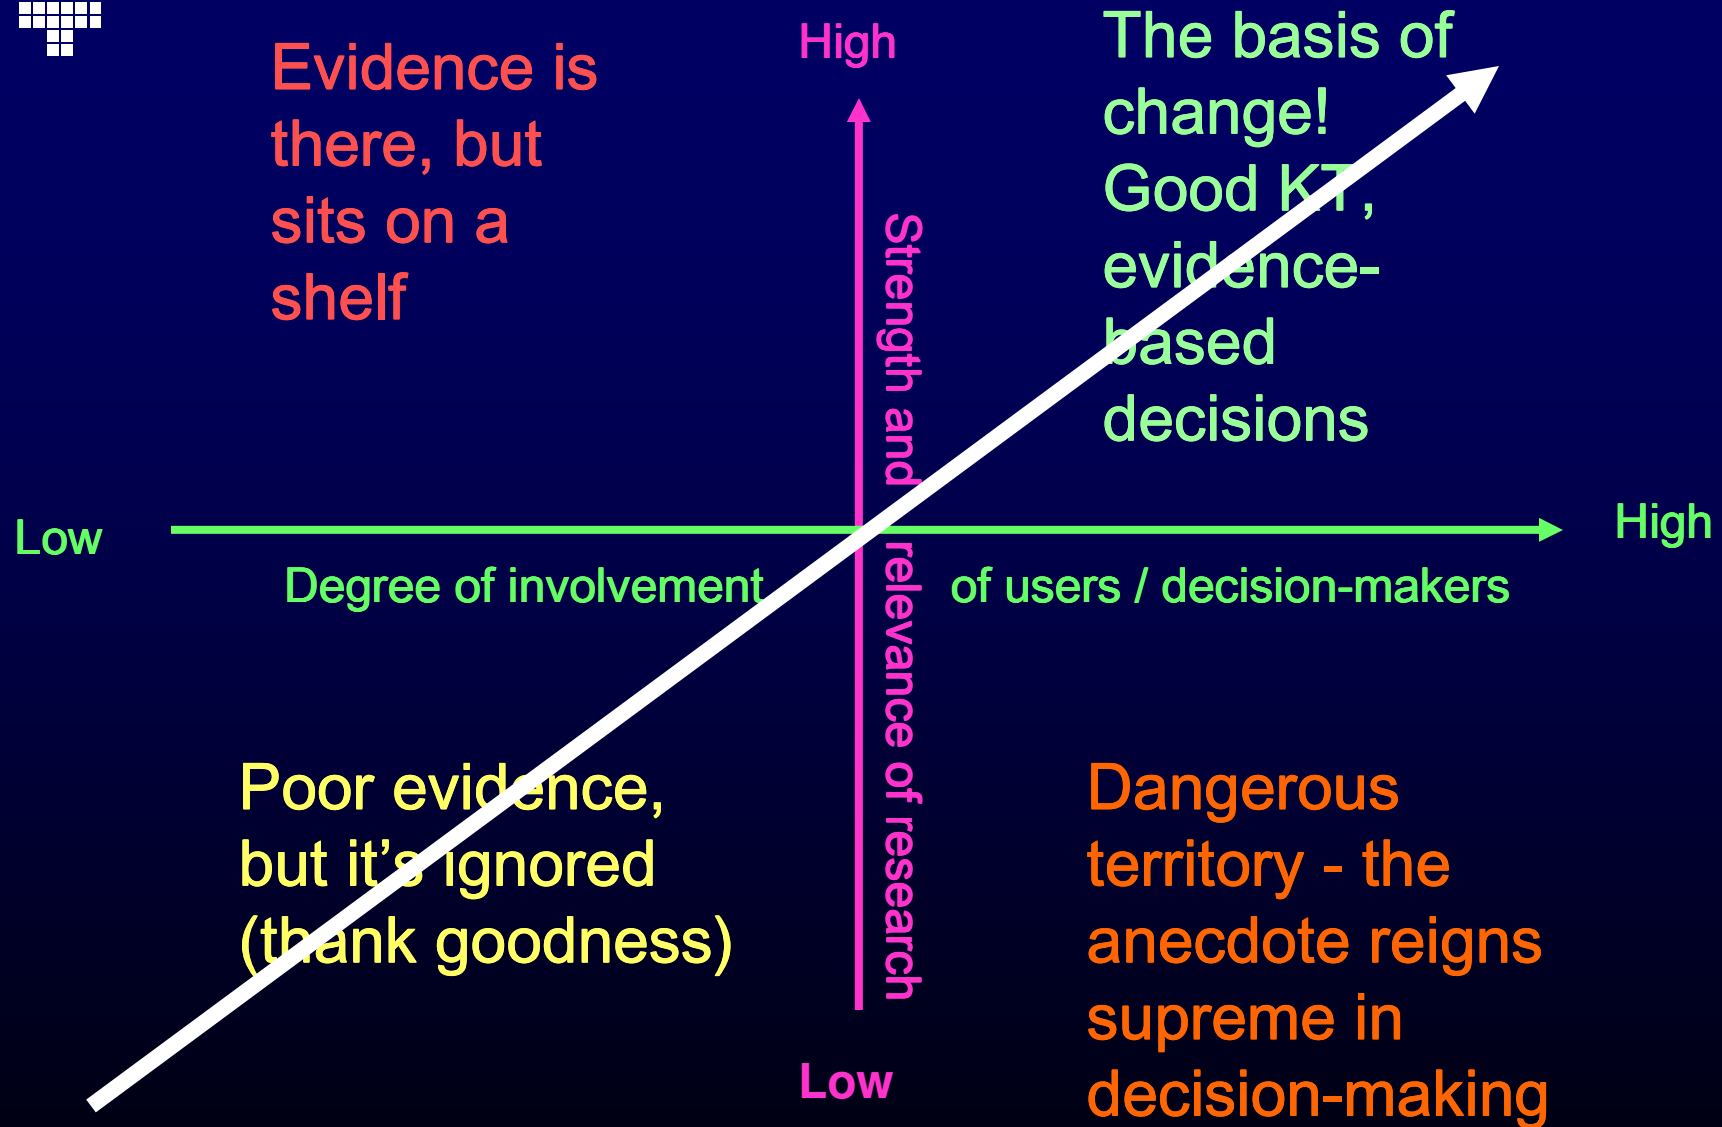 Evidence is
there, but
sits on a
shelf
High
The basis of
change!
Good KT,
evidence-
based
decisions
Strength and relevance of research
Low
High
Degree of involvement of users / decision-makers
Poor evidence,
but it’s ignored
(thank goodness)
Dangerous
territory - the
anecdote reigns
supreme in
decision-making
Low